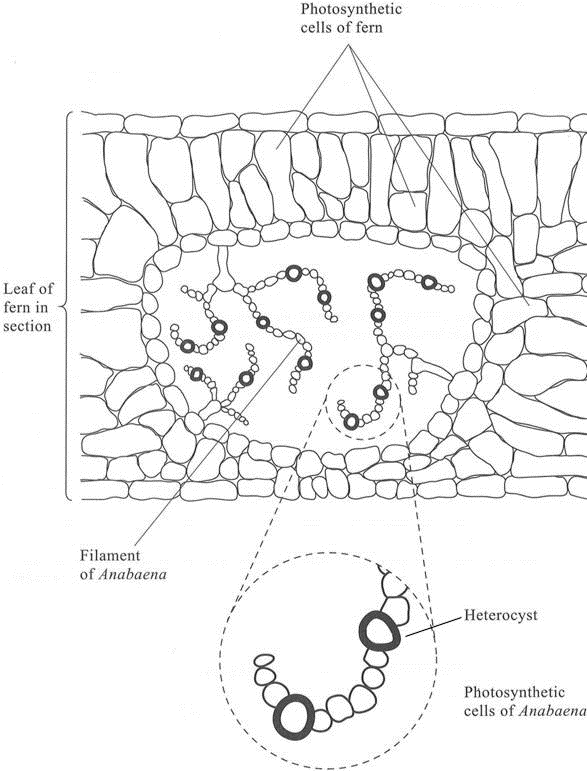 Photosynthetic
cells of fern
Leaf of
fern in
section
Filament
of Anabaena
Heterocyst
Photosynthetic
cells of Anabaena